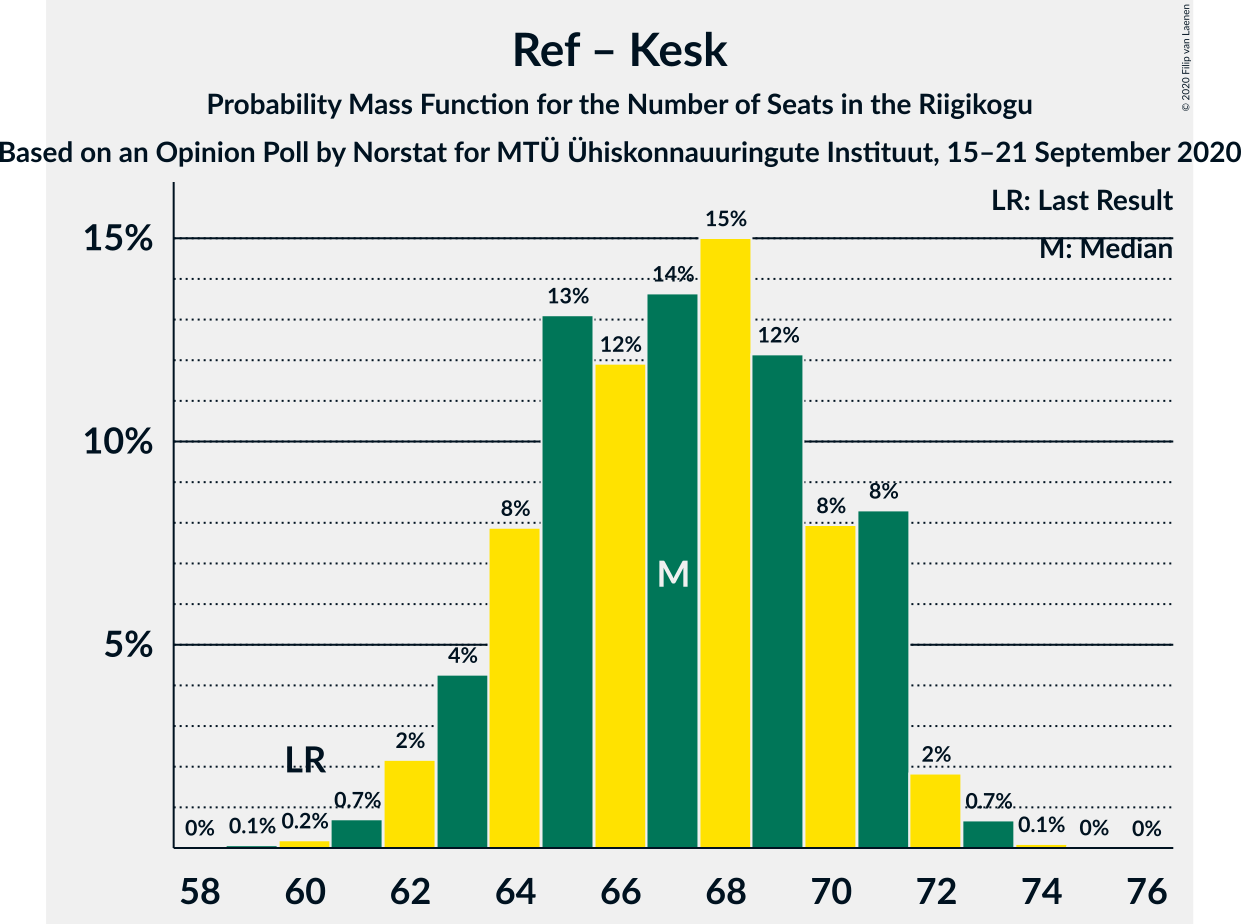 Ref – Kesk
Probability Mass Function for the Number of Seats in the Riigikogu
Based on an Opinion Poll by Norstat for MTÜ Ühiskonnauuringute Instituut, 15–21 September 2020
© 2020 Filip van Laenen
LR: Last Result
M: Median
15%
10%
5%
0%
0.1%
0.2%
LR
0.7%
2%
4%
8%
13%
12%
14%
M
15%
12%
8%
8%
2%
0.7%
0.1%
0%
0%
58 60 62 64 66 68 70 72 74 76